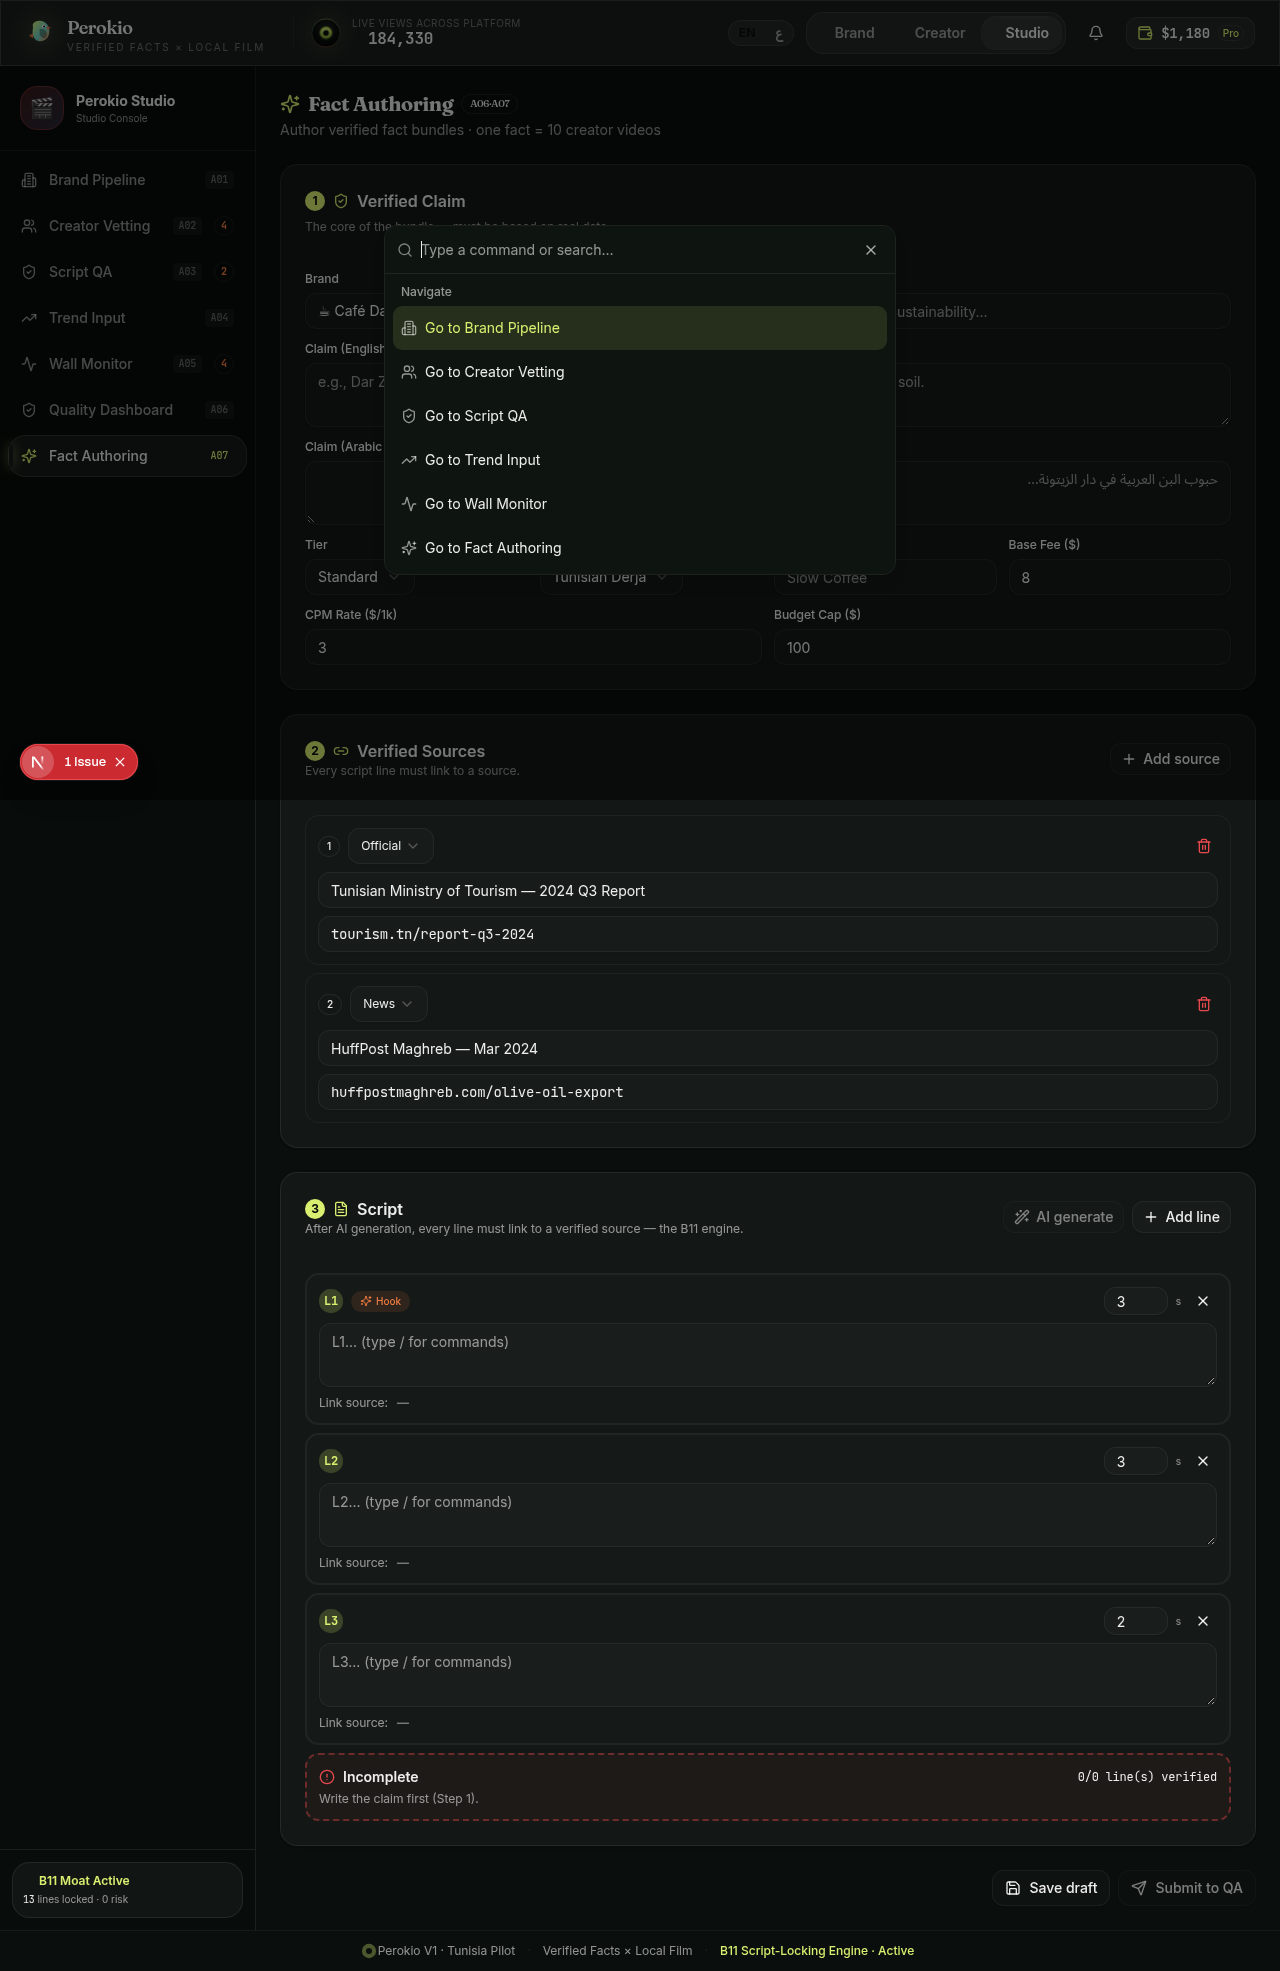 Perokio
VERIFIED FACTS × LOCAL FILM
LIVE VIEWS ACROSS PLATFORM
184,330
EN ع
Brand
Creator
Studio
$1,180 Pro
Perokio Studio
Studio Console
Brand Pipeline A01
Creator Vetting A02 4
Script QA A03 2
Trend Input A04
Wall Monitor A05 4
Quality Dashboard A06
Fact Authoring A07
Fact Authoring A06-A07
Author verified fact bundles · one fact = 10 creator videos
1 Verified Claim
The core of the bundle — must be based on real data.
Brand
Café Da
ustainability...
Claim (English
e.g., Dar Z
soil.
Claim (Arabic
حبوب البن العربية في دار الزيتونة...
Type a command or search...
Navigate
Go to Brand Pipeline
Go to Creator Vetting
Go to Script QA
Go to Trend Input
Go to Wall Monitor
Go to Fact Authoring
Tier
Base Fee ($)
Standard
Tunisian Derja
Slow Coffee
8
CPM Rate ($/1k)
Budget Cap ($)
3
100
2 Verified Sources
Every script line must link to a source.
Add source
N 1 Issue
1 Official
Tunisian Ministry of Tourism — 2024 Q3 Report
tourism.tn/report-q3-2024
2 News
HuffPost Maghreb — Mar 2024
huffpostmaghreb.com/olive-oil-export
3 Script
After AI generation, every line must link to a verified source — the B11 engine.
AI generate
Add line
L1 Hook 3 s
L1... (type / for commands)
Link source: —
L2 3 s
L2... (type / for commands)
Link source: —
L3 2 s
L3... (type / for commands)
Link source: —
Incomplete 0/0 line(s) verified
Write the claim first (Step 1).
Save draft
Submit to QA
B11 Moat Active
13 lines locked · 0 risk
Perokio V1 · Tunisia Pilot · Verified Facts × Local Film · B11 Script-Locking Engine · Active